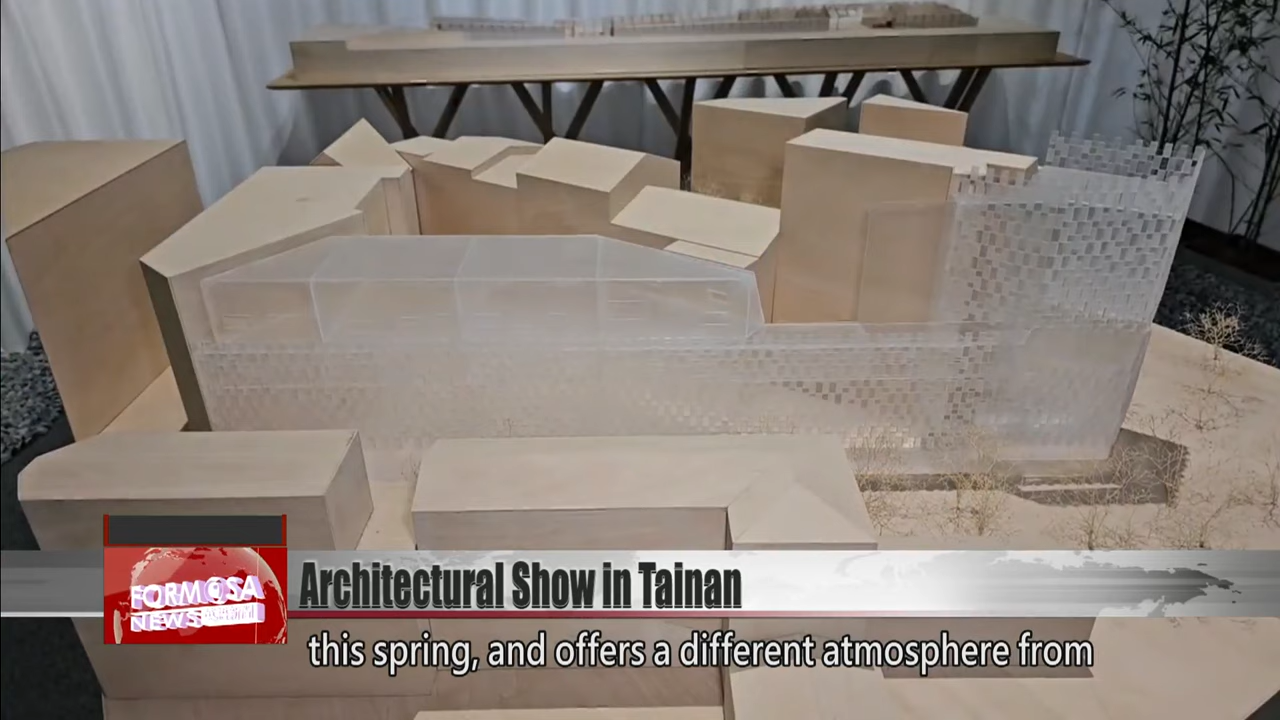 Architectural Show in Tainan
FORMOSA
NEWS
this spring, and offers a different atmosphere from